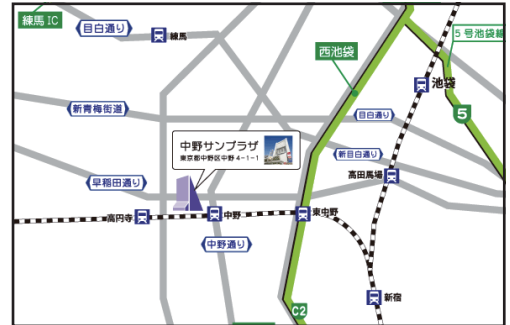 練馬IC
目白通り
練馬
5号池袋線
西池袋
池袋
新青梅街道
目白通り
5
中野サンプラザ
東京都中野区中野4-1-1
新目白通り
早稲田通り
高田馬場
高円寺
中野
東中野
中野通り
新宿
C2